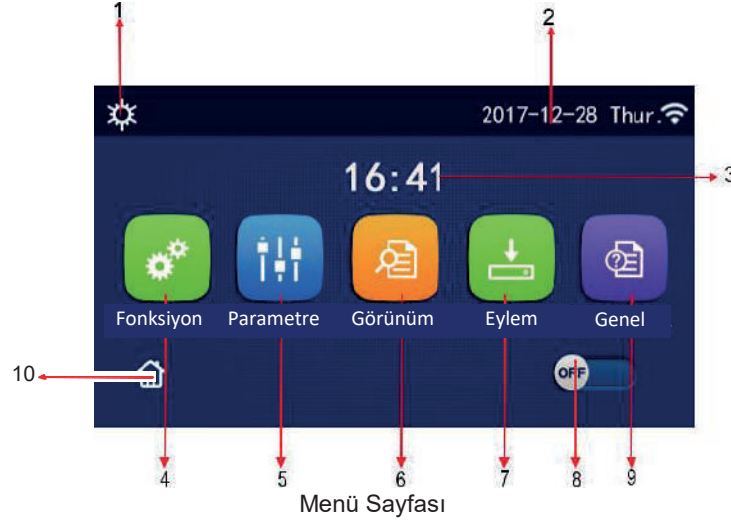 1 2
2017-12-28 Thur.
16:41 3
Fonksiyon Parametre Görünüm Eylem Genel
10 OFF
4 5 6 7 8 9
Menü Sayfası